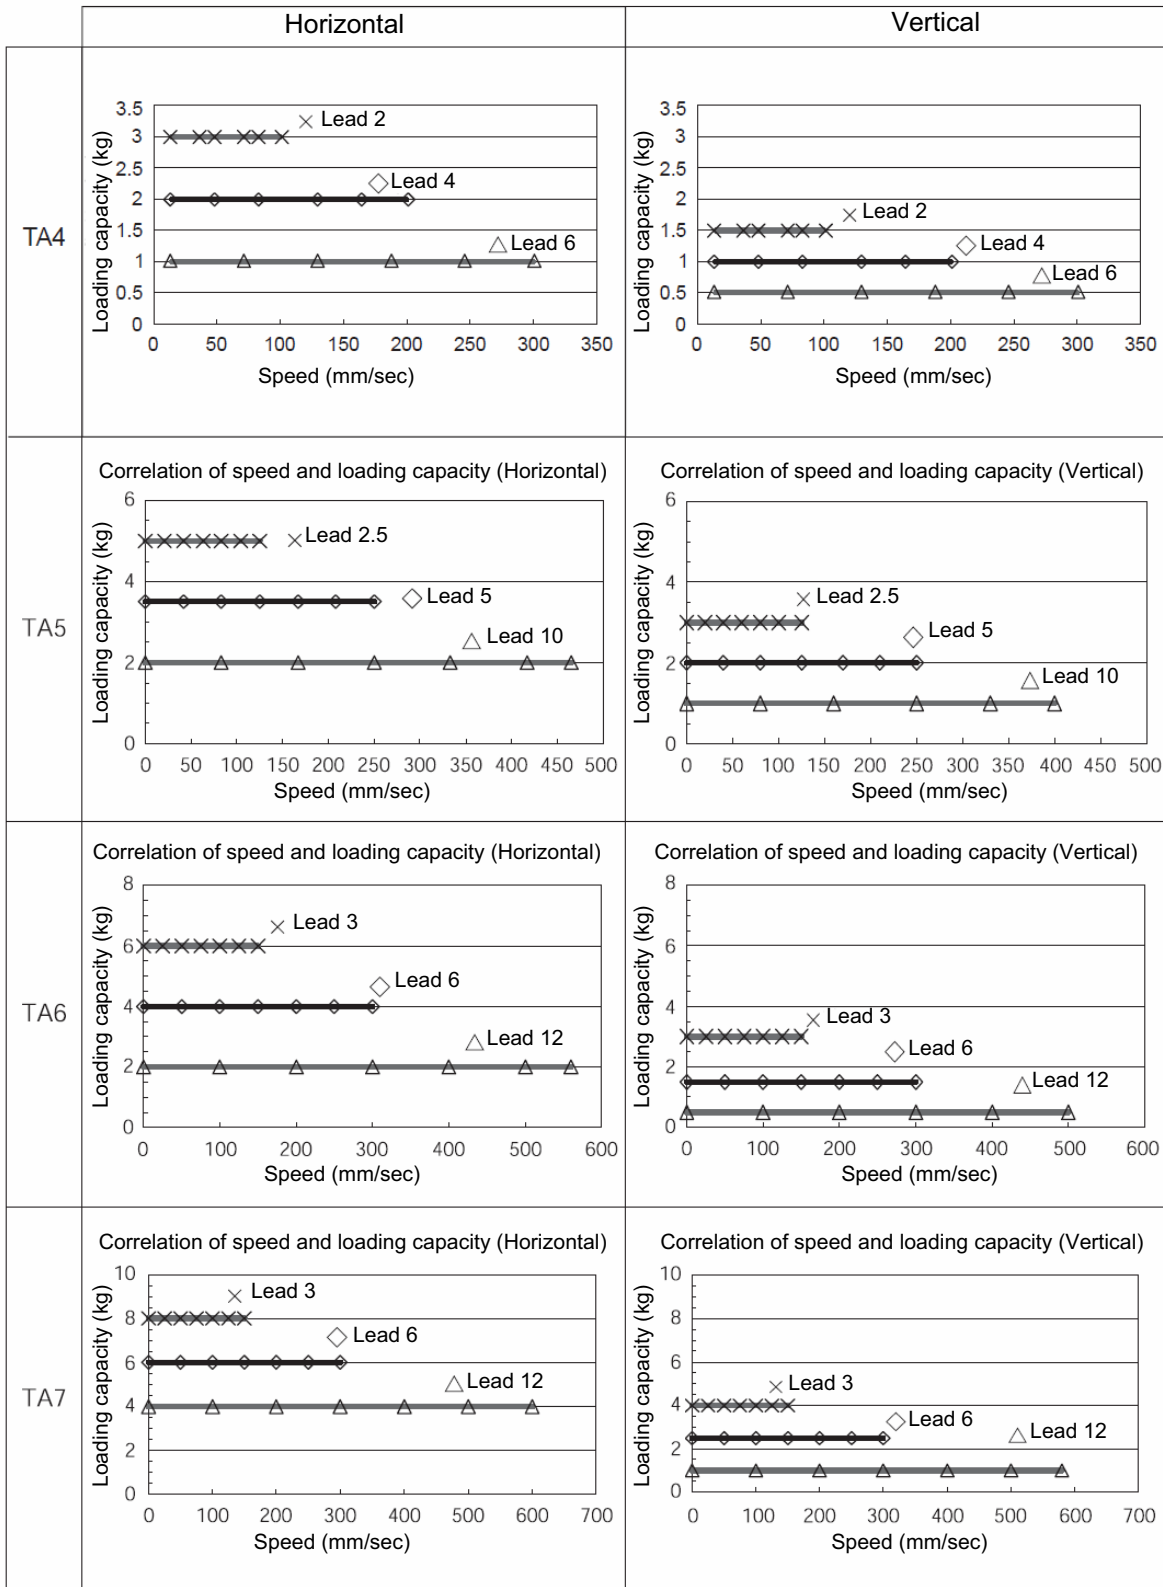 Horizontal
Vertical
TA4
Loading capacity (kg)
3.5
3
2.5
2
1.5
1
0.5
0
Lead 2
Lead 4
Lead 6
0 50 100 150 200 250 300 350
Speed (mm/sec)
Loading capacity (kg)
3.5
3
2.5
2
1.5
1
0.5
0
Lead 2
Lead 4
Lead 6
0 50 100 150 200 250 300 350
Speed (mm/sec)
TA5
Correlation of speed and loading capacity (Horizontal)
Loading capacity (kg)
6
4
2
0
Lead 2.5
Lead 5
Lead 10
0 50 100 150 200 250 300 350 400 450 500
Speed (mm/sec)
Correlation of speed and loading capacity (Vertical)
Loading capacity (kg)
6
4
2
0
Lead 2.5
Lead 5
Lead 10
0 50 100 150 200 250 300 350 400 450 500
Speed (mm/sec)
TA6
Correlation of speed and loading capacity (Horizontal)
Loading capacity (kg)
8
6
4
2
0
Lead 3
Lead 6
Lead 12
0 100 200 300 400 500 600
Speed (mm/sec)
Correlation of speed and loading capacity (Vertical)
Loading capacity (kg)
8
6
4
2
0
Lead 3
Lead 6
Lead 12
0 100 200 300 400 500 600
Speed (mm/sec)
TA7
Correlation of speed and loading capacity (Horizontal)
Loading capacity (kg)
10
8
6
4
2
0
Lead 3
Lead 6
Lead 12
0 100 200 300 400 500 600 700
Speed (mm/sec)
Correlation of speed and loading capacity (Vertical)
Loading capacity (kg)
10
8
6
4
2
0
Lead 3
Lead 6
Lead 12
0 100 200 300 400 500 600 700
Speed (mm/sec)